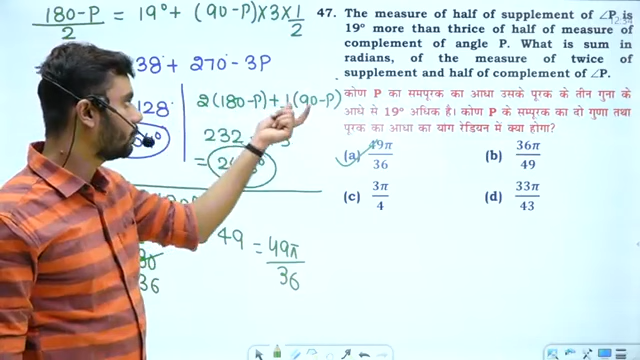 180-P/2 = 19° + (90-P)×3×1/2
38 + 270° - 3P
128
2(180-P) + 1(90-P)
232
49 = 49π/36
36
47. The measure of half of supplement of ∠P is
19° more than thrice of half of measure of
complement of angle P. What is sum in
radians, of the measure of twice of
supplement and half of complement of ∠P.
कोण P का सम्पूरक का आधा उसके पूरक के तीन गुना के
आधे से 19° अधिक है। कोण P के सम्पूरक का दो गुणा तथा
पूरक का आधा का योग रेडियन में क्या होगा?
(a) 49π/36 (b) 36π/49
(c) 3π/4 (d) 33π/43